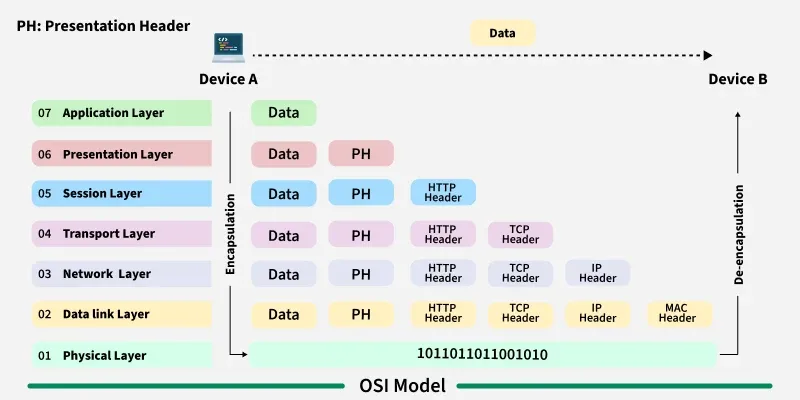 PH: Presentation Header
Data
Device A
Device B
07 Application Layer
Data
06 Presentation Layer
Data PH
05 Session Layer
Data PH HTTP
Header
04 Transport Layer
Data PH HTTP
Header TCP
Header
03 Network Layer
Data PH HTTP
Header TCP
Header IP
Header
02 Data link Layer
Data PH HTTP
Header TCP
Header IP
Header MAC
Header
01 Physical Layer
1011011011001010
Encapsulation
De-encapsulation
OSI Model